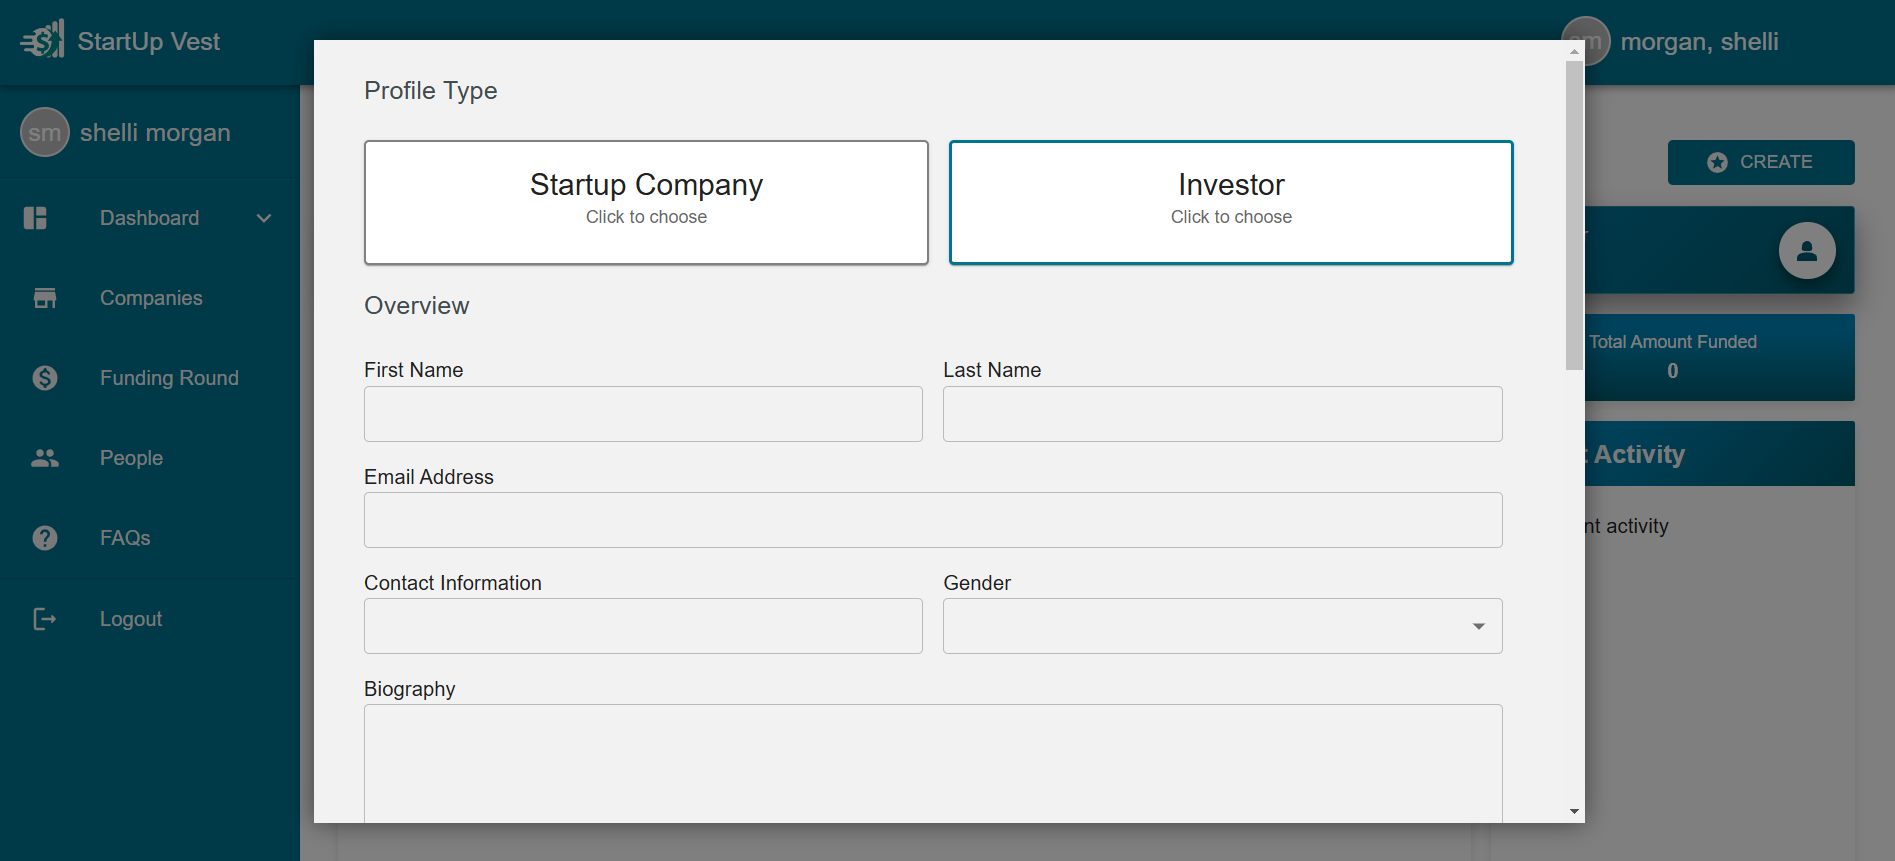 StartUp Vest
sm
morgan, shelli
sm
shelli morgan
Dashboard
Companies
Funding Round
People
FAQs
Logout
Profile Type
Startup Company
Click to choose
Investor
Click to choose
Overview
First Name
Last Name
Email Address
Contact Information
Gender
Biography
CREATE
Total Amount Funded
0
Activity
activity